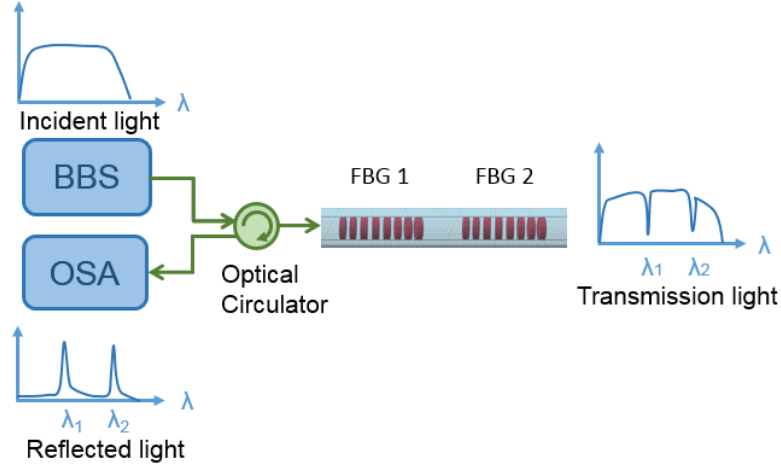 λ
Incident light
BBS
OSA
Optical
Circulator
FBG 1
FBG 2
λ
λ1
λ2
Transmission light
λ
λ1
λ2
Reflected light